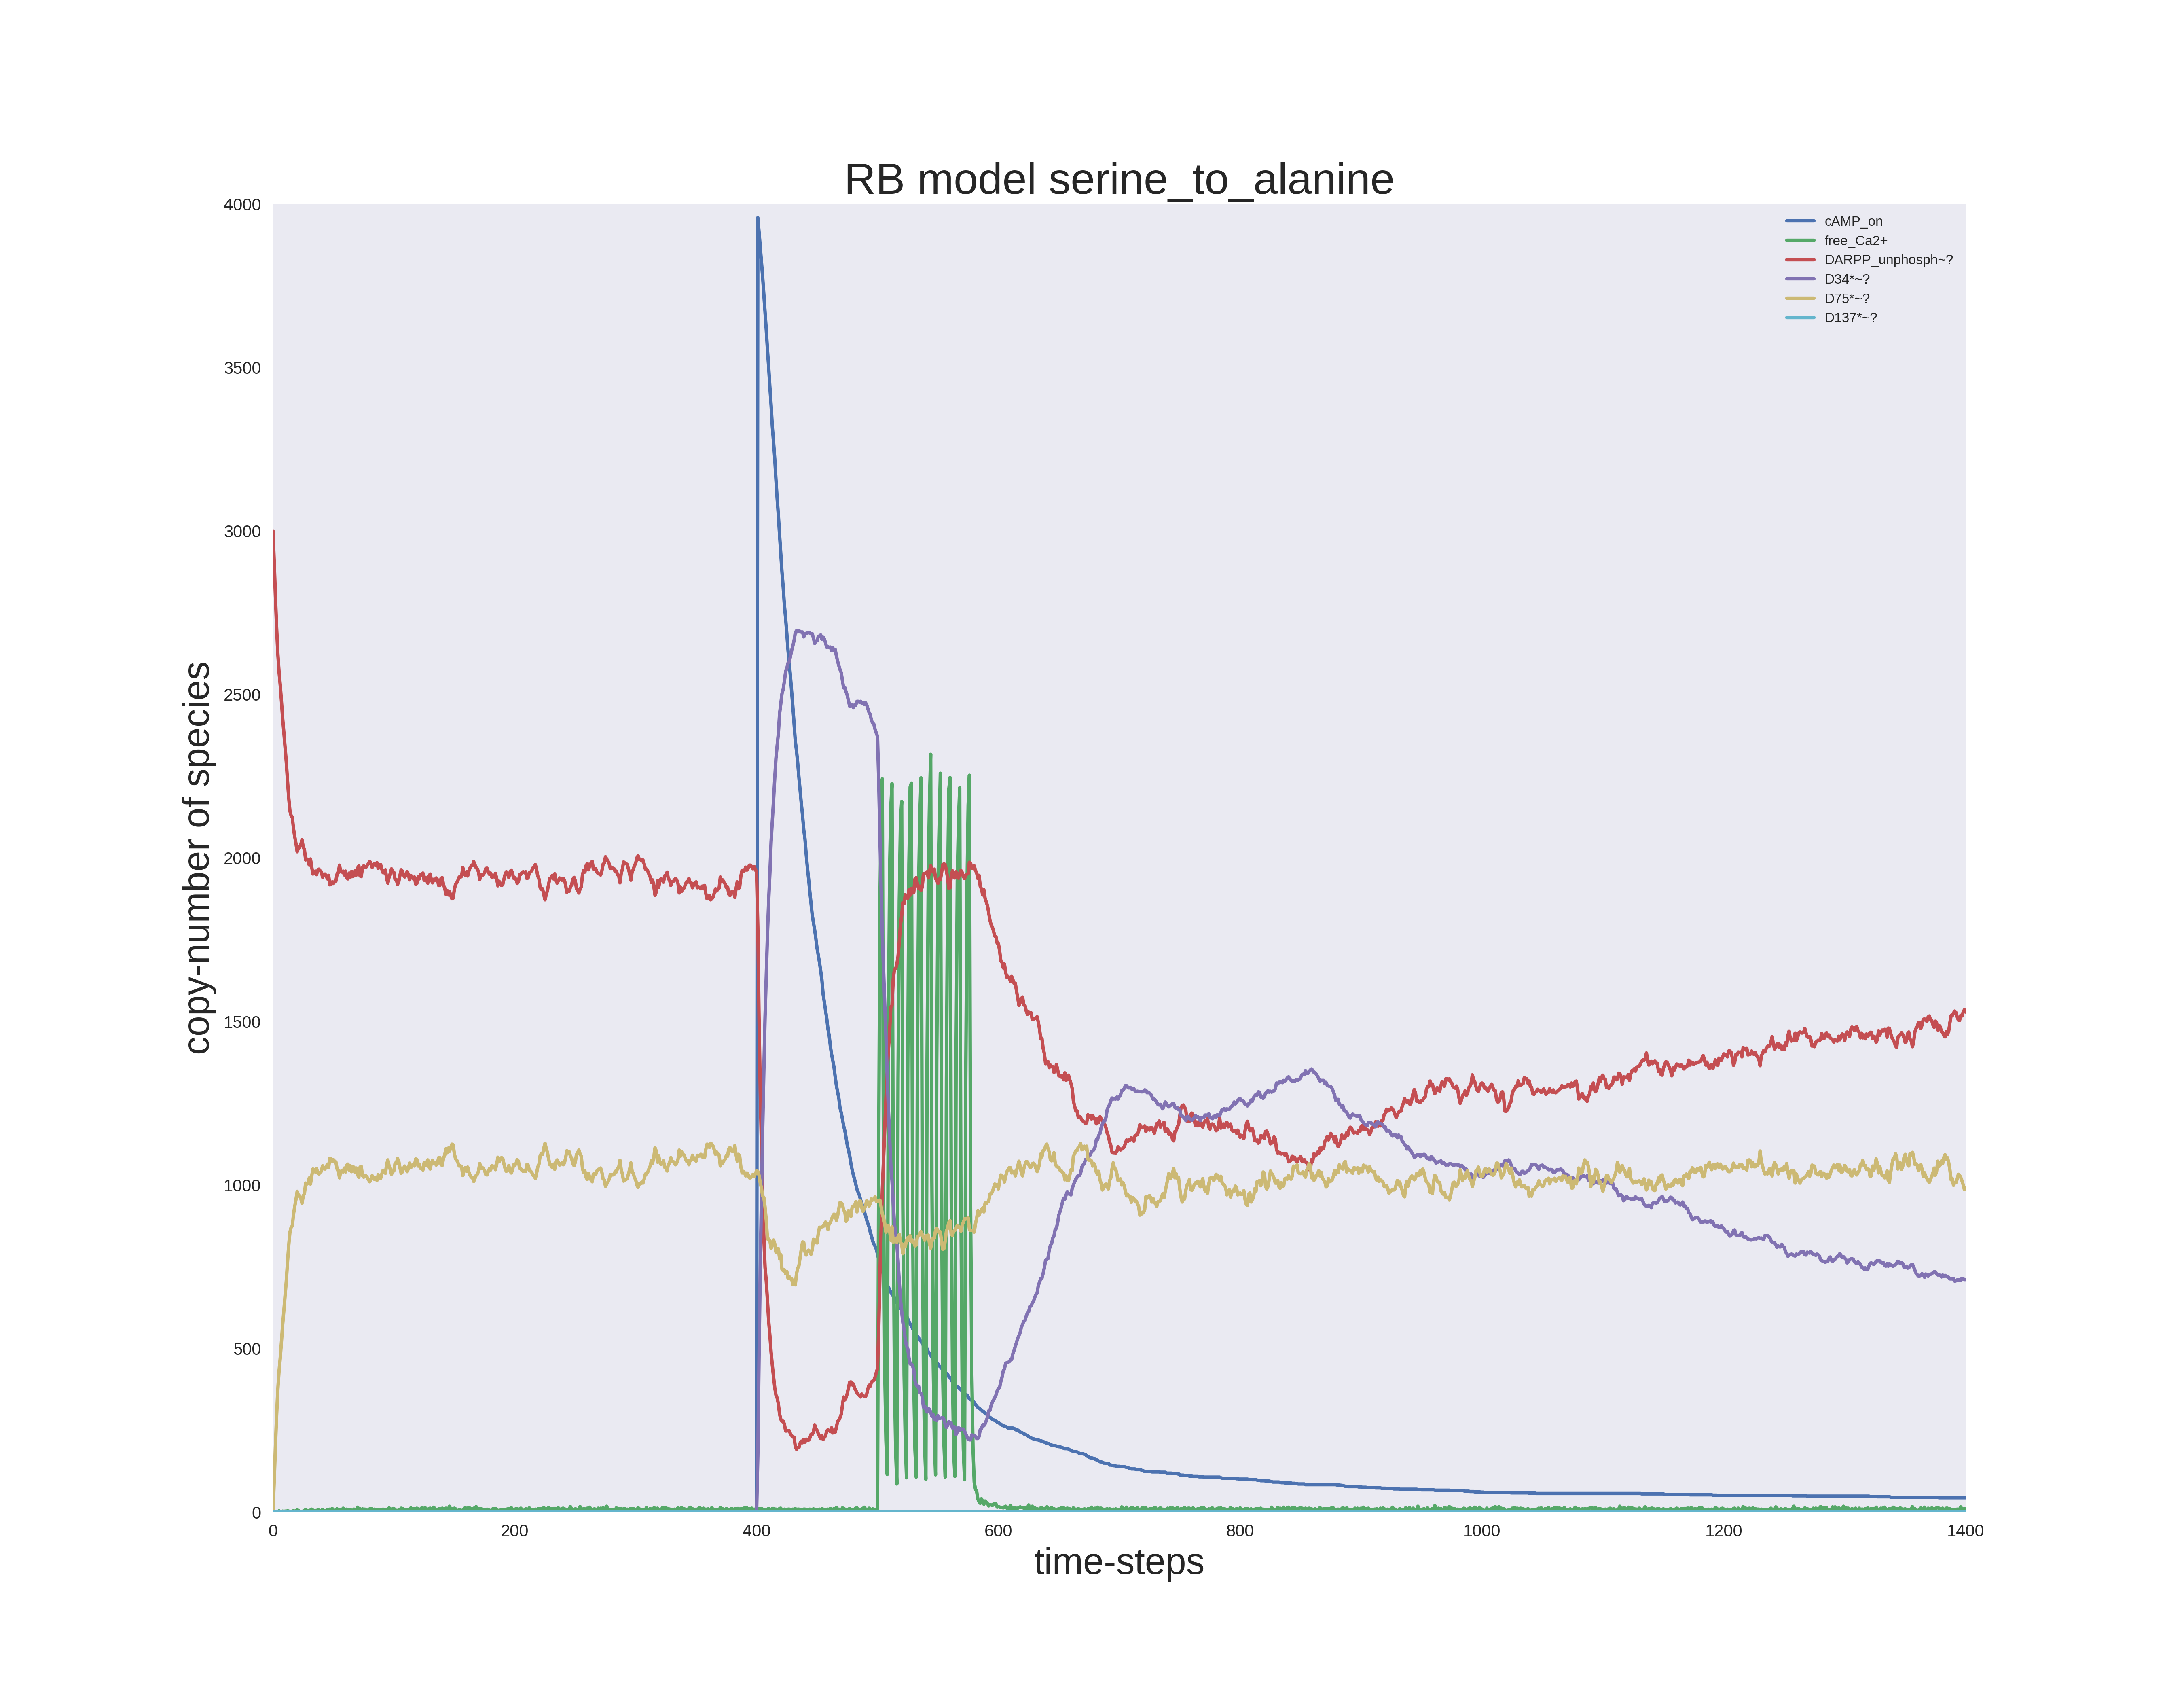 RB model serine_to_alanine
4000
3500
3000
2500
2000
1500
1000
500
0
copy-number of species
cAMP_on
free_Ca2+
DARPP_unphosph~?
D34*~?
D75*~?
D137*~?
0 200 400 600 800 1000 1200 1400
time-steps